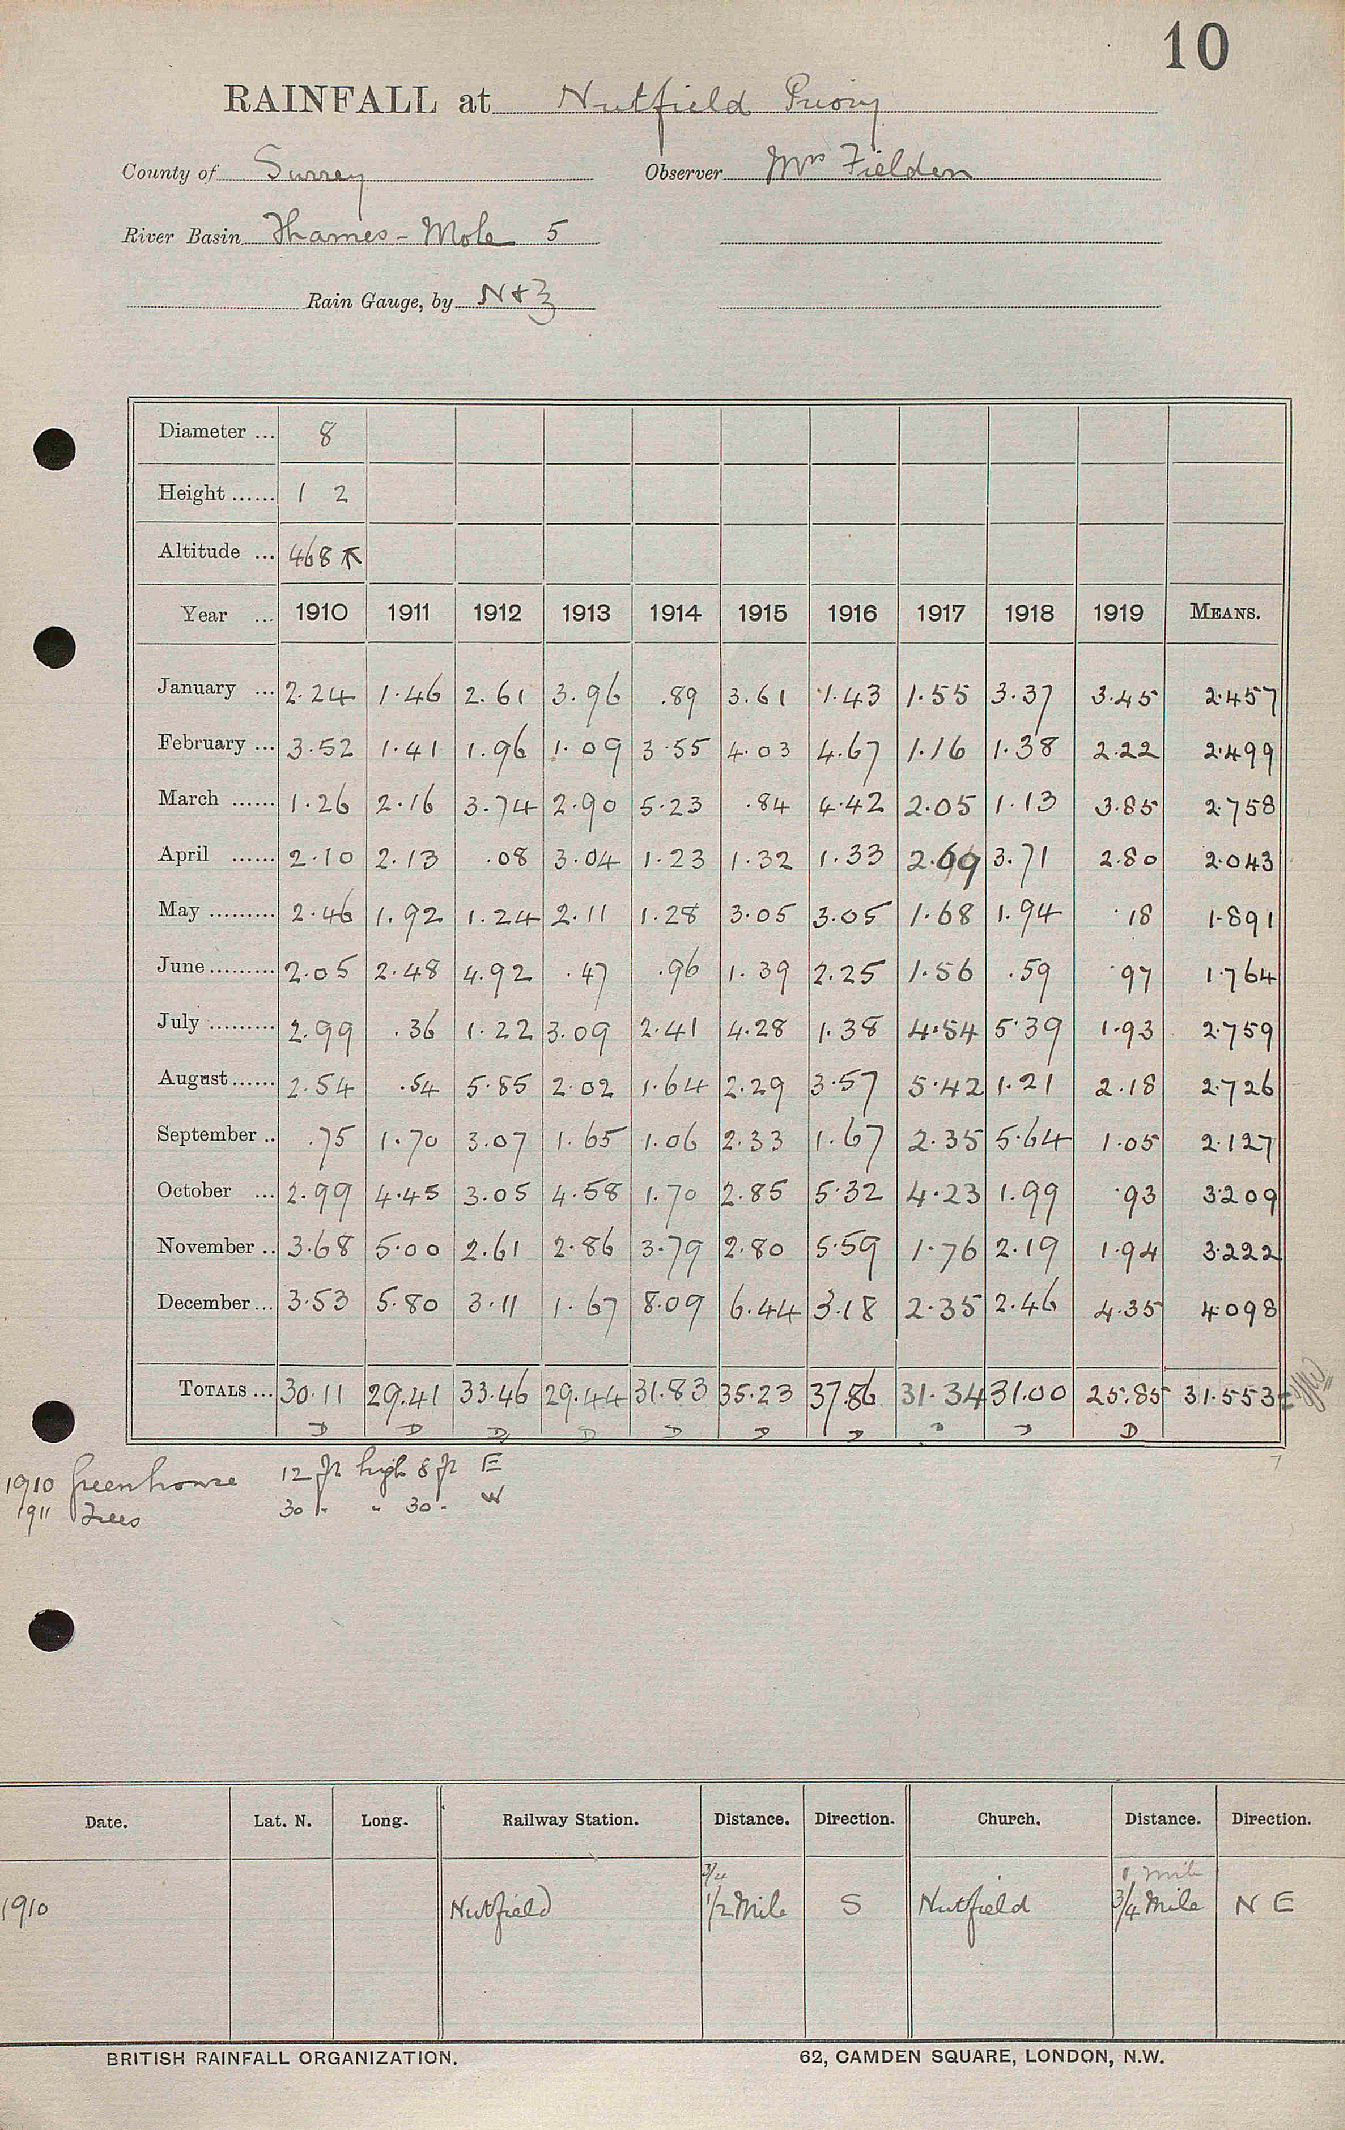 10
RAINFALL at Nutfield Priory
County of Surrey Observer Mrs Fielden
River Basin Thames - Mole 5
Rain Gauge, by N & Z
Diameter ... 8
Height ...... 1 2
Altitude ... 468
Year ... 1910 1911 1912 1913 1914 1915 1916 1917 1918 1919 MEANS.
January ... 2.24 1.46 2.61 3.96 .89 3.61 1.43 1.55 3.37 3.45 2.457
February ... 3.52 1.41 1.96 1.09 3.55 4.03 4.67 1.16 1.38 2.22 2.499
March ...... 1.26 2.16 3.74 2.90 5.23 .84 4.42 2.05 1.13 3.85 2.758
April ...... 2.10 2.13 .08 3.04 1.23 1.32 1.33 2.69 3.71 2.80 2.043
May ......... 2.46 1.92 1.24 2.11 1.28 3.05 3.05 1.68 1.94 .18 1.891
June ......... 2.05 2.48 4.92 .47 .96 1.39 2.25 1.56 .59 .97 1.764
July ......... 2.99 .36 1.22 3.09 2.41 4.28 1.38 4.54 5.39 1.93 2.759
August ...... 2.54 .54 5.85 2.02 1.64 2.29 3.57 5.42 1.21 2.18 2.726
September .. .75 1.70 3.07 1.65 1.06 2.33 1.67 2.35 5.64 1.05 2.127
October ... 2.99 4.45 3.05 4.58 1.70 2.85 5.32 4.23 1.99 .93 3.209
November .. 3.68 5.00 2.61 2.86 3.79 2.80 5.59 1.76 2.19 1.94 3.222
December ... 3.53 5.80 3.11 1.67 8.09 6.44 3.18 2.35 2.46 4.35 4.098
TOTALS ... 30.11 29.41 33.46 29.44 31.83 35.23 37.86 31.34 31.00 25.85 31.553
D D D D D D D D D D
1910 Greenhouse 12 ft high 8 ft E
1911 Trees 30 " " 30 " W
Date. Lat. N. Long. Railway Station. Distance. Direction. Church. Distance. Direction.
3/4 1 mile
1910 Nutfield 1/2 Mile S Nutfield 3/4 Mile N E
BRITISH RAINFALL ORGANIZATION. 62, CAMDEN SQUARE, LONDON, N.W.